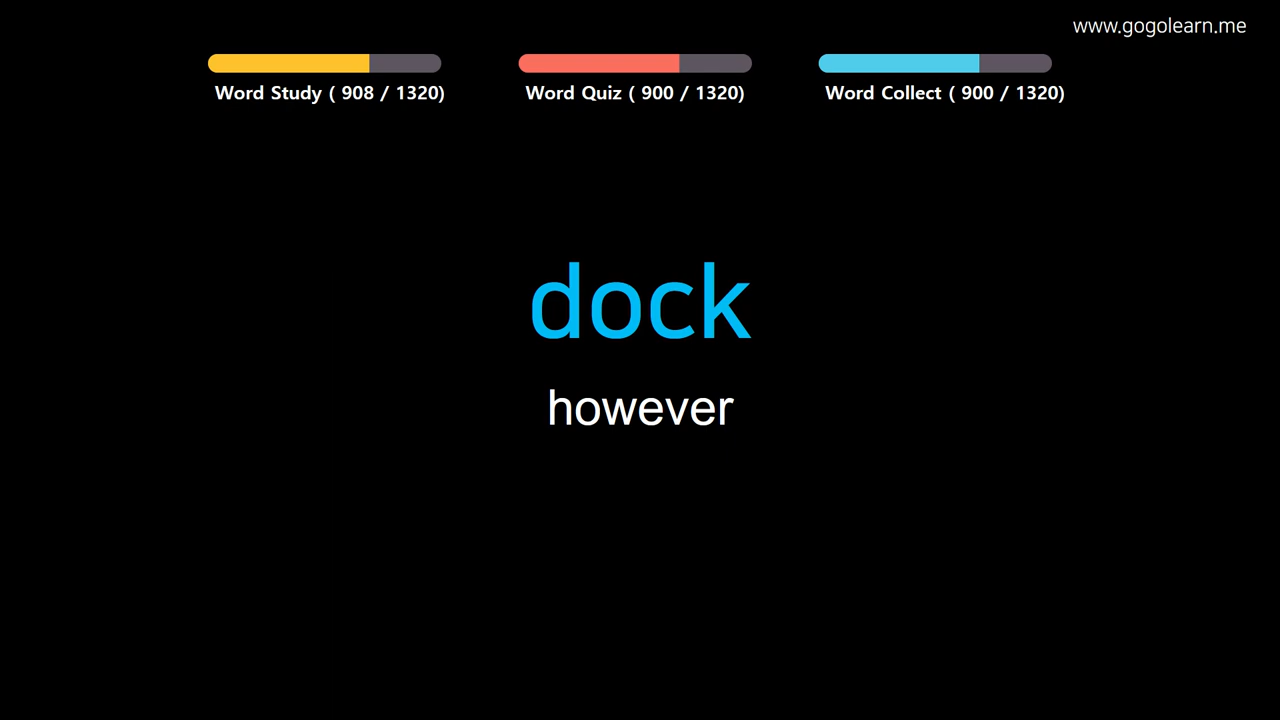 www.gogolearn.me
Word Study ( 908 / 1320)
Word Quiz ( 900 / 1320)
Word Collect ( 900 / 1320)
dock
however